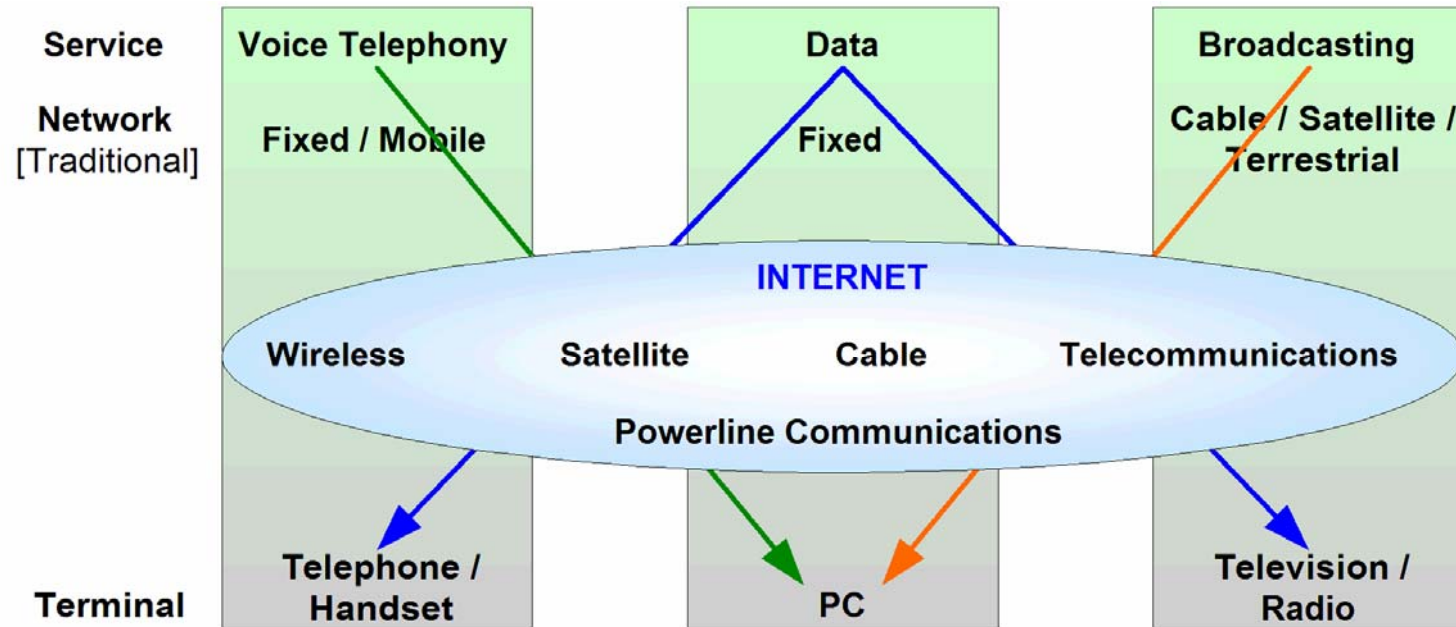 Service
Voice Telephony
Data
Broadcasting
Network
[Traditional]
Fixed / Mobile
Fixed
Cable / Satellite /
Terrestrial
INTERNET
Wireless
Satellite
Cable
Telecommunications
Powerline Communications
Terminal
Telephone /
Handset
PC
Television /
Radio